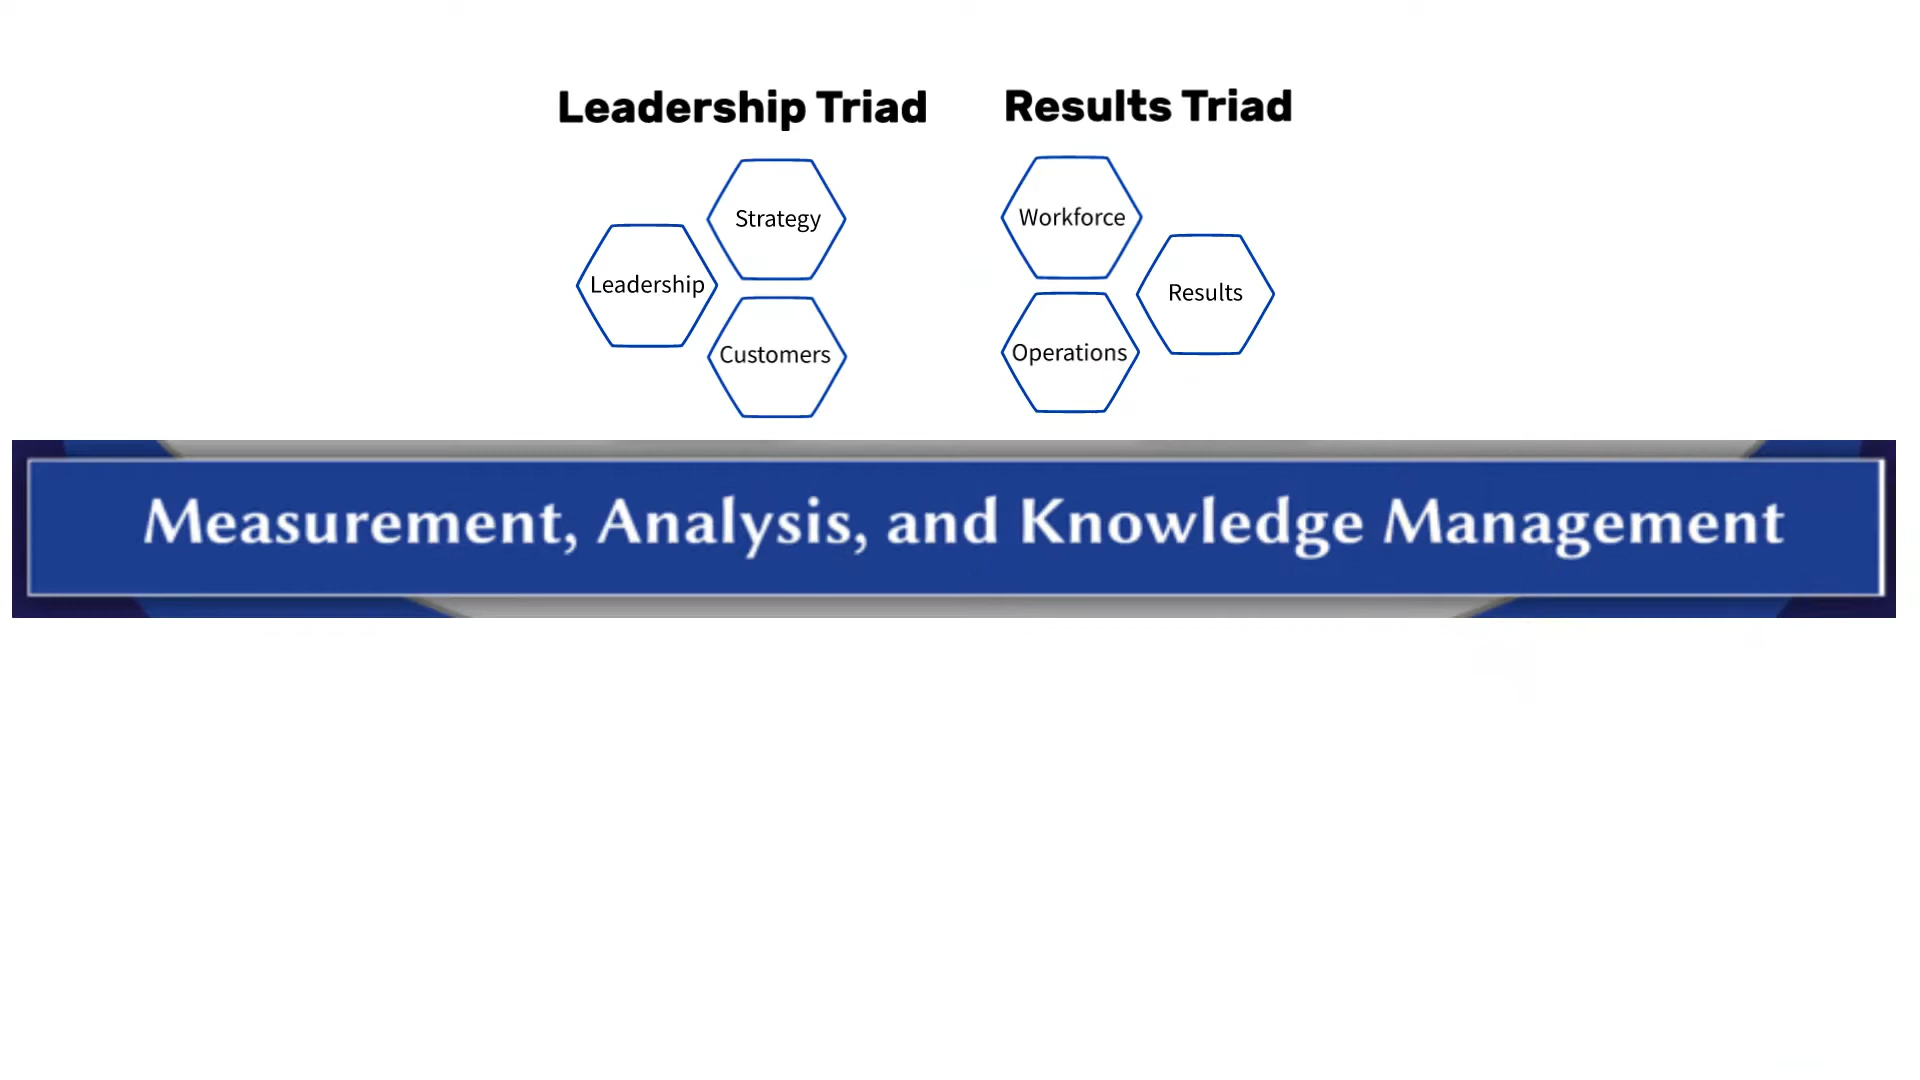 Leadership Triad
Results Triad
Strategy
Leadership
Customers
Workforce
Results
Operations
Measurement, Analysis, and Knowledge Management